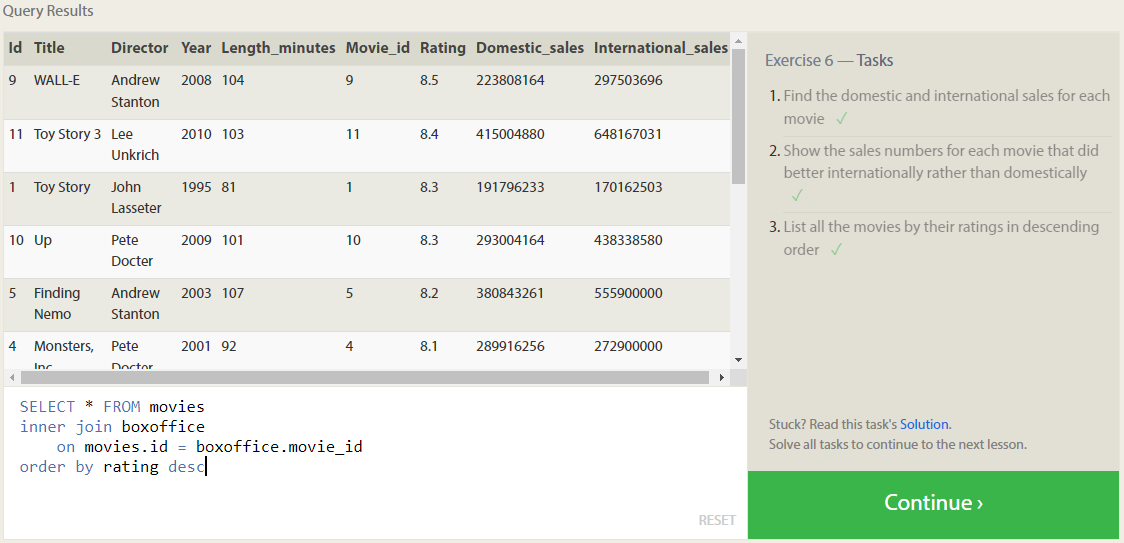 Query Results
Id Title Director Year Length_minutes Movie_id Rating Domestic_sales International_sales
9 WALL-E Andrew 2008 104 9 8.5 223808164 297503696
Stanton
11 Toy Story 3 Lee 2010 103 11 8.4 415004880 648167031
Unkrich
1 Toy Story John 1995 81 1 8.3 191796233 170162503
Lasseter
10 Up Pete 2009 101 10 8.3 293004164 438338580
Docter
5 Finding Andrew 2003 107 5 8.2 380843261 555900000
Nemo Stanton
4 Monsters, Pete 2001 92 4 8.1 289916256 272900000
Inc. Docter
SELECT * FROM movies
inner join boxoffice
    on movies.id = boxoffice.movie_id
order by rating desc
RESET
Exercise 6 — Tasks
1. Find the domestic and international sales for each
movie ✓
2. Show the sales numbers for each movie that did
better internationally rather than domestically
✓
3. List all the movies by their ratings in descending
order ✓
Stuck? Read this task's Solution.
Solve all tasks to continue to the next lesson.
Continue ›